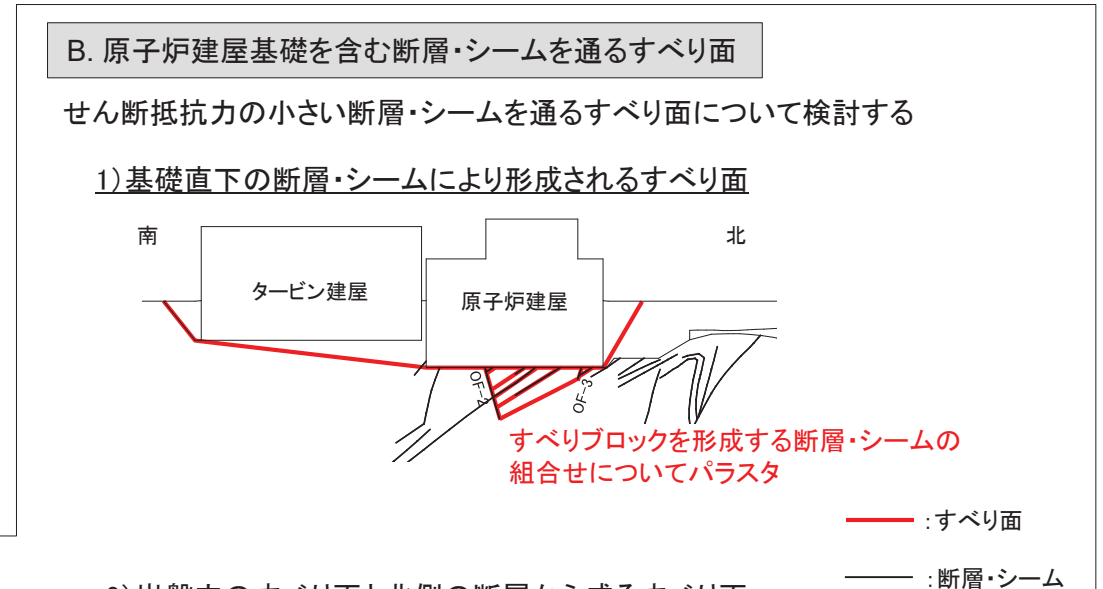 B. 原子炉建屋基礎を含む断層・シームを通るすべり面
せん断抵抗力の小さい断層・シームを通るすべり面について検討する
1)基礎直下の断層・シームにより形成されるすべり面
南
北
タービン建屋
原子炉建屋
OF-2
OF-3
すべりブロックを形成する断層・シームの
組合せについてパラスタ
:すべり面
:断層・シーム